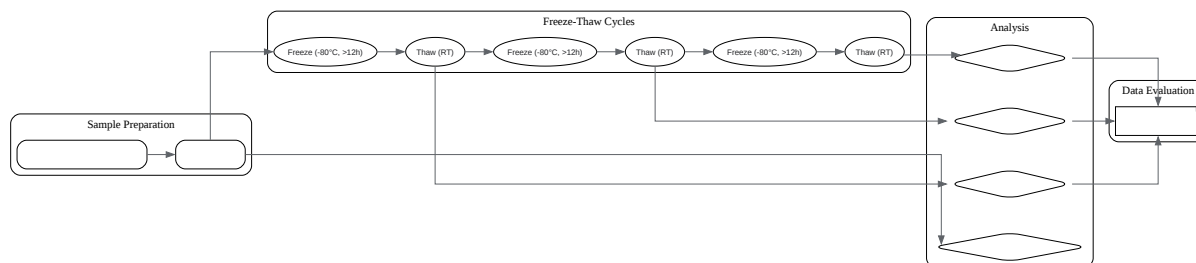 Freeze-Thaw Cycles
Freeze (-80°C, >12h)
Thaw (RT)
Freeze (-80°C, >12h)
Thaw (RT)
Freeze (-80°C, >12h)
Thaw (RT)
Analysis
Data Evaluation
Sample Preparation